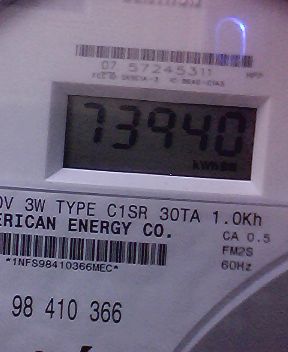 07 57245311
73940
kWh
0V 3W TYPE C1SR 30TA 1.0Kh
ERICAN ENERGY CO.
CA 0.5
FM2S
*1NFS98410366MEC*
60Hz
98 410 366